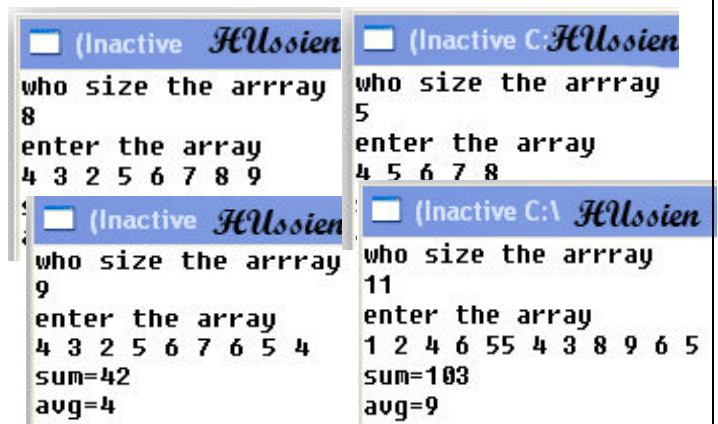 (Inactive HUssien
who size the arrray
8
enter the array
4 3 2 5 6 7 8 9
(Inactive C: HUssien
who size the arrray
5
enter the array
4 5 6 7 8
(Inactive HUssien
who size the arrray
9
enter the array
4 3 2 5 6 7 6 5 4
sum=42
avg=4
(Inactive C:\ HUssien
who size the arrray
11
enter the array
1 2 4 6 55 4 3 8 9 6 5
sum=103
avg=9